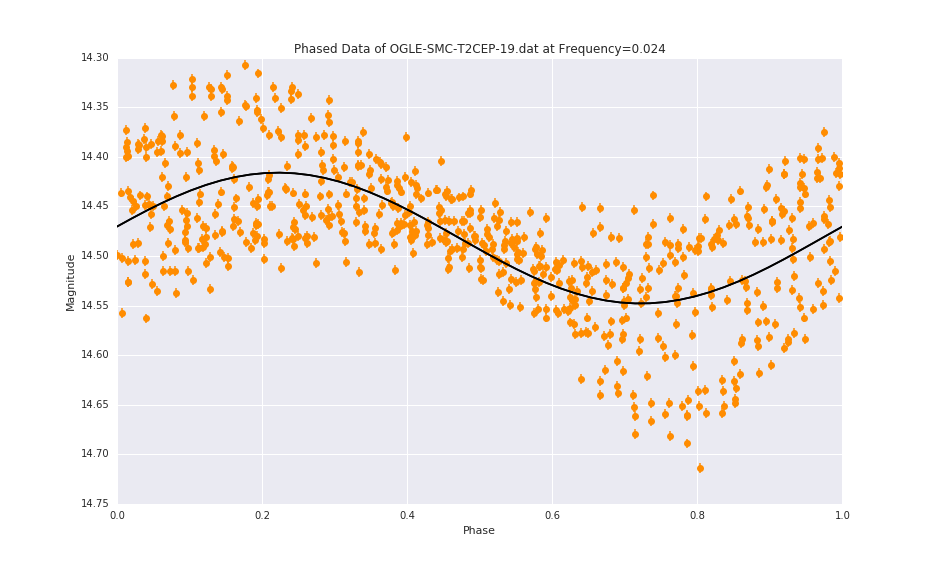 Phased Data of OGLE-SMC-T2CEP-19.dat at Frequency=0.024
14.30
14.35
14.40
14.45
14.50
14.55
14.60
14.65
14.70
14.75
Magnitude
0.0 0.2 0.4 0.6 0.8 1.0
Phase